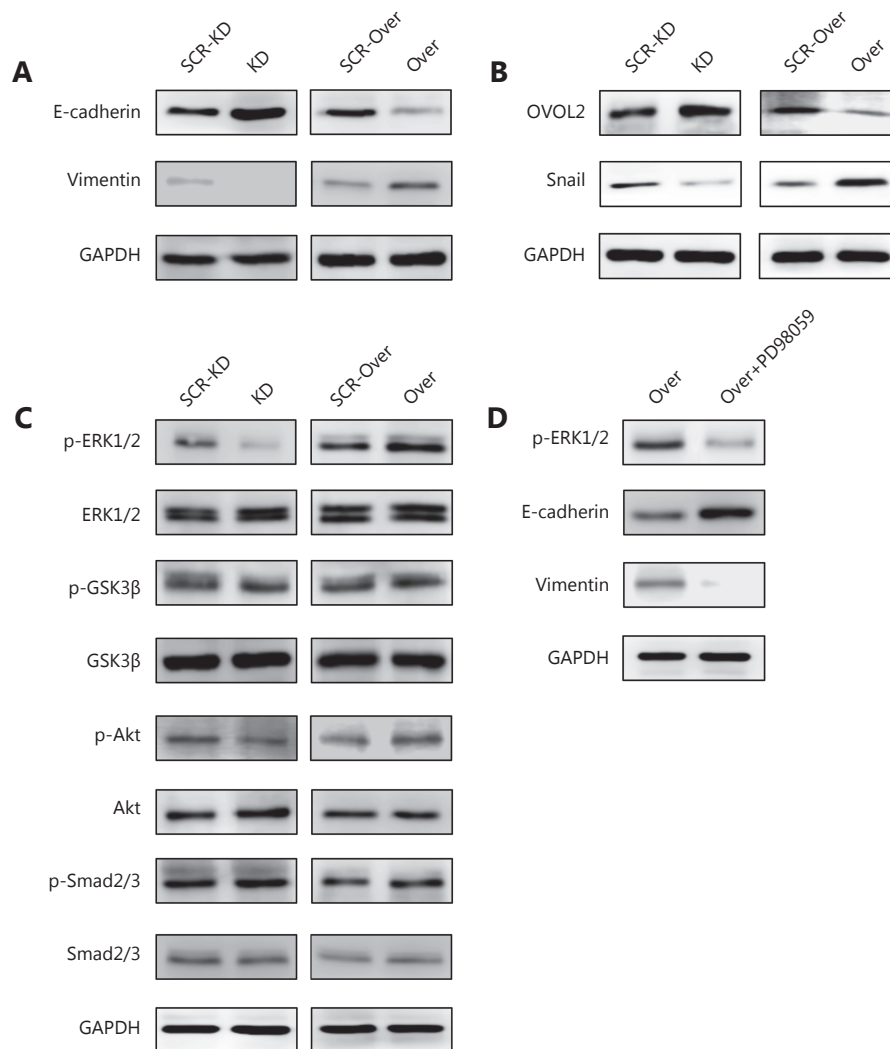 A
SCR-KD KD SCR-Over Over
E-cadherin
Vimentin
GAPDH
B
SCR-KD KD SCR-Over Over
OVOL2
Snail
GAPDH
C
SCR-KD KD SCR-Over Over
p-ERK1/2
ERK1/2
p-GSK3β
GSK3β
p-Akt
Akt
p-Smad2/3
Smad2/3
GAPDH
D
Over Over+PD98059
p-ERK1/2
E-cadherin
Vimentin
GAPDH